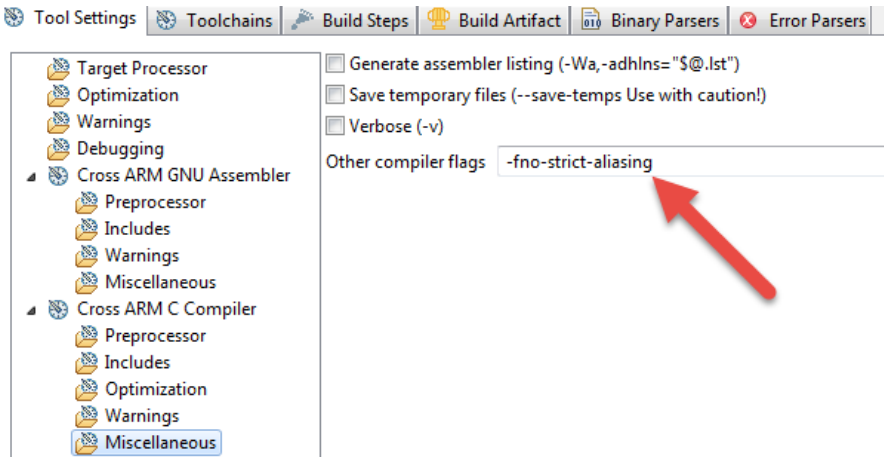 Tool Settings Toolchains Build Steps Build Artifact Binary Parsers Error Parsers
Target Processor
Optimization
Warnings
Debugging
Cross ARM GNU Assembler
Preprocessor
Includes
Warnings
Miscellaneous
Cross ARM C Compiler
Preprocessor
Includes
Optimization
Warnings
Miscellaneous
Generate assembler listing (-Wa,-adhlns="$@.lst")
Save temporary files (--save-temps Use with caution!)
Verbose (-v)
Other compiler flags -fno-strict-aliasing